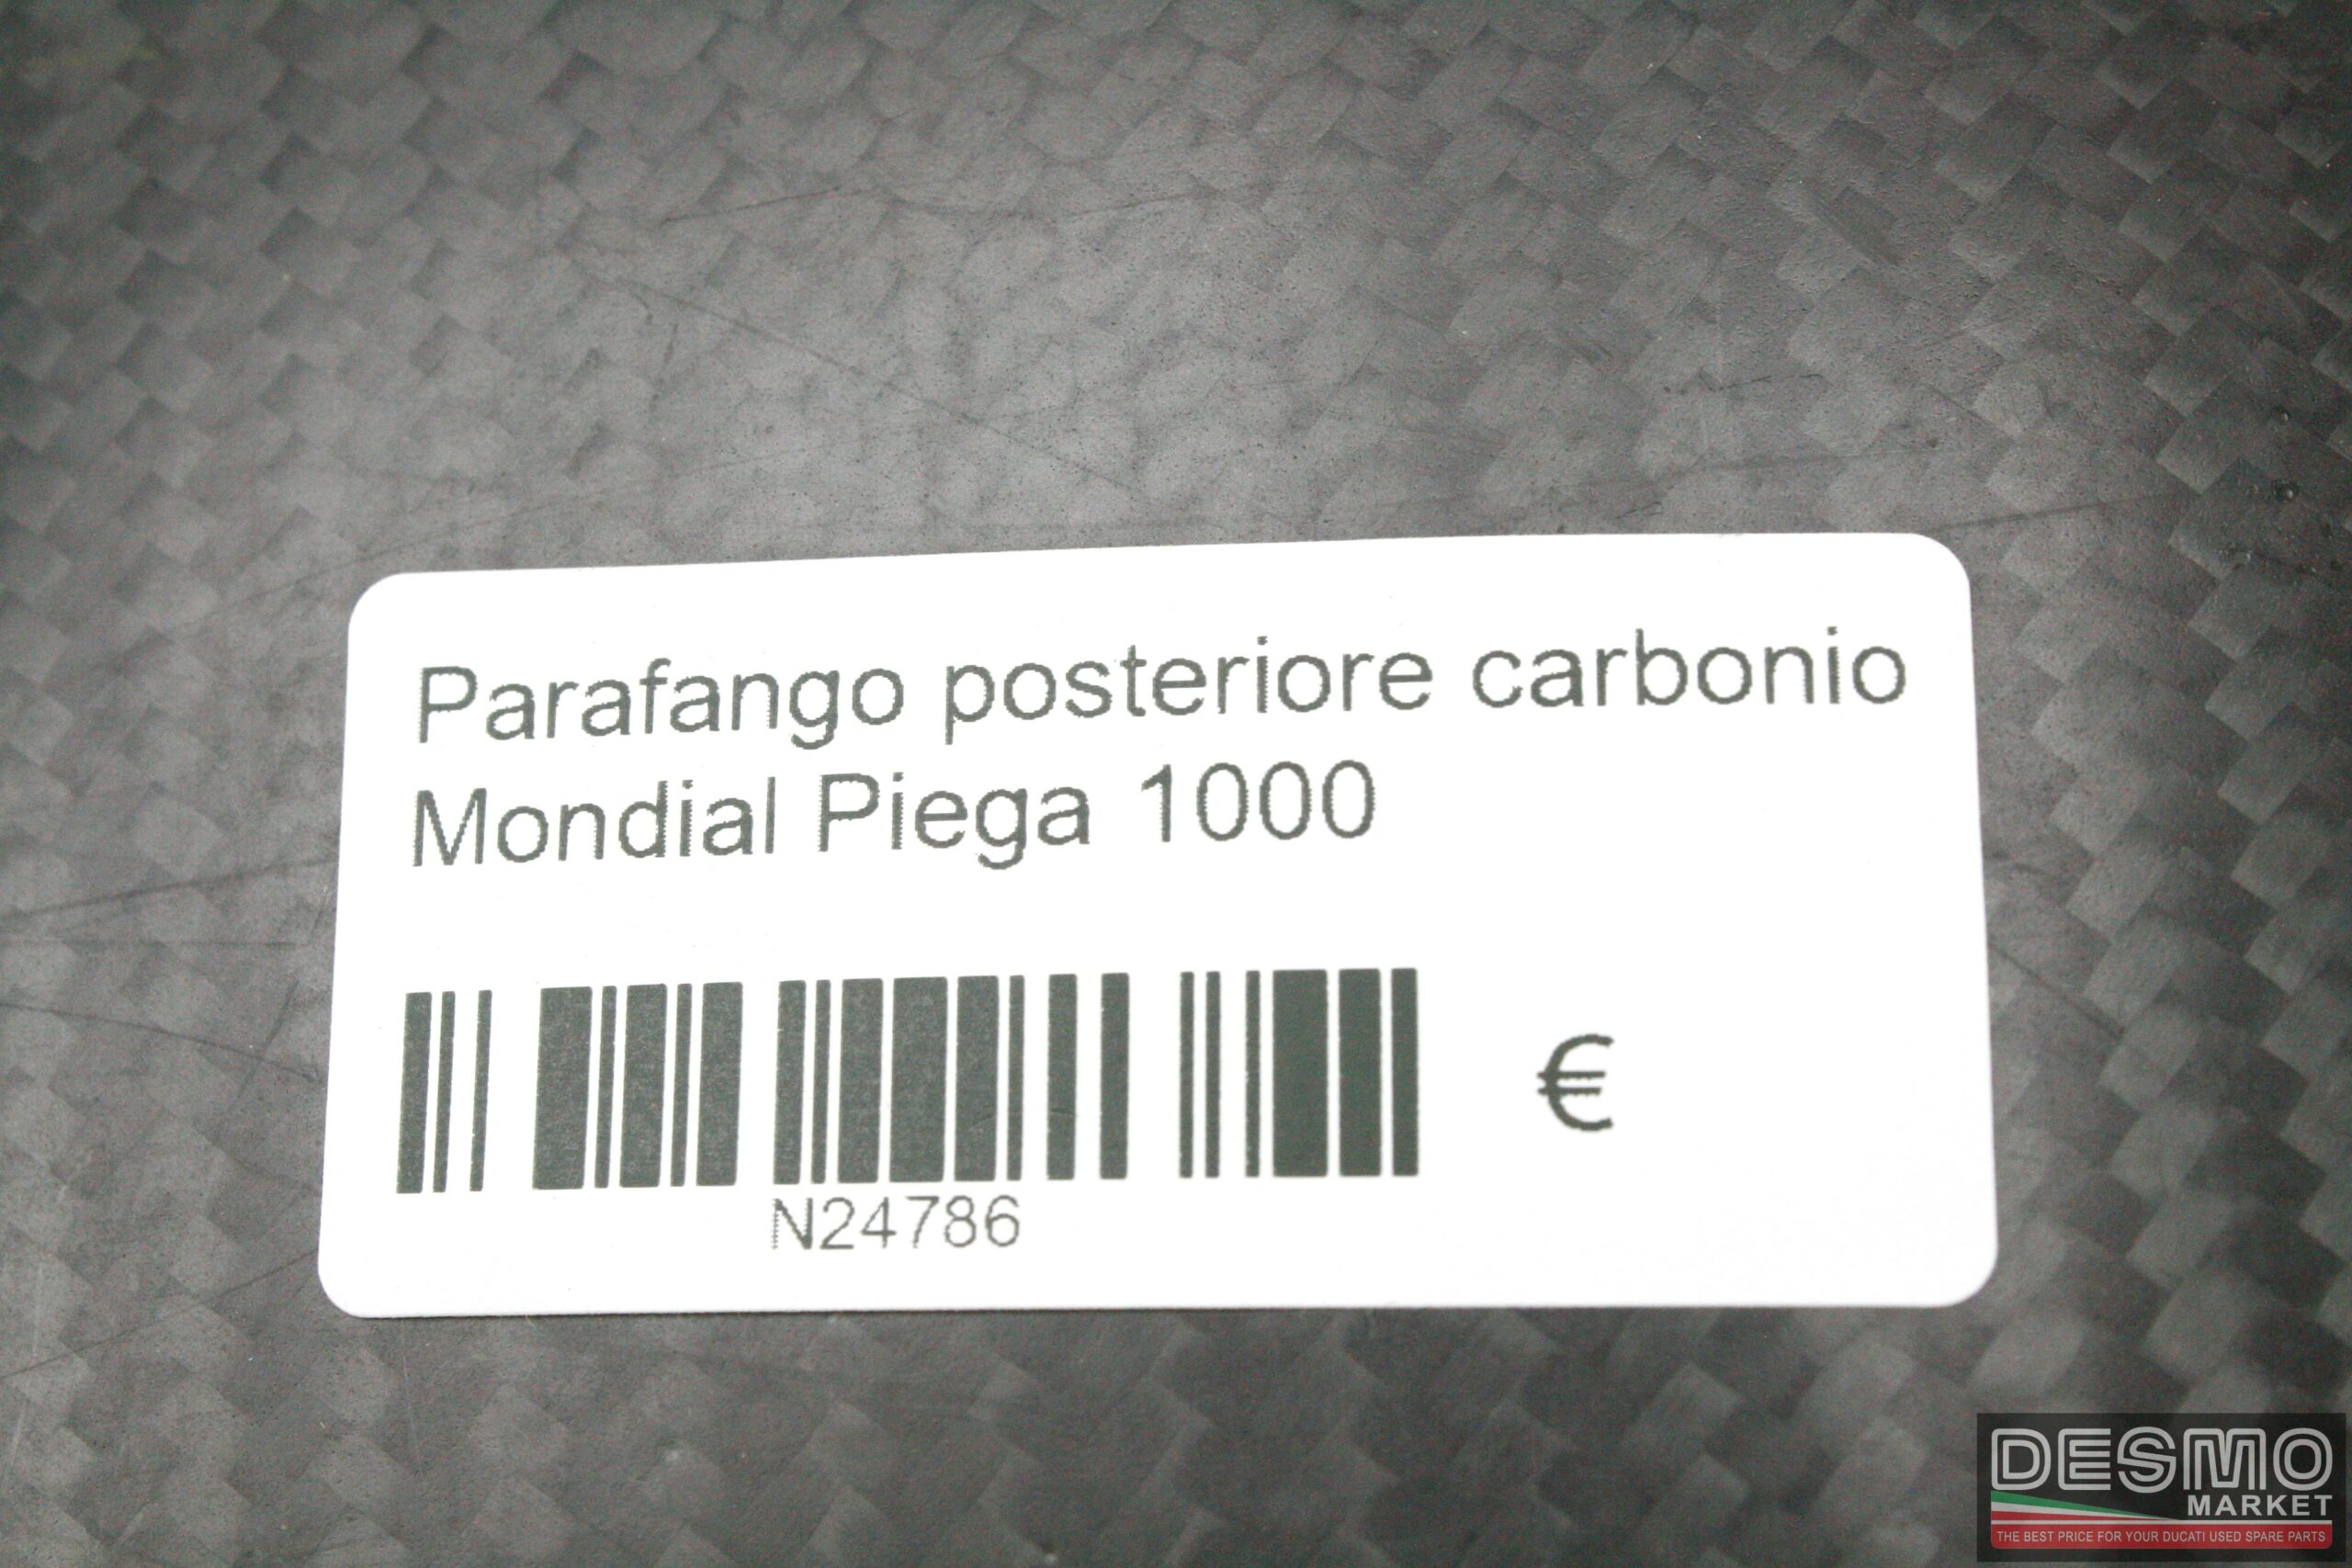 Parafango posteriore carbonio
Mondial Piega 1000
€
N24786
DESMO
MARKET
THE BEST PRICE FOR YOUR DUCATI USED SPARE PARTS